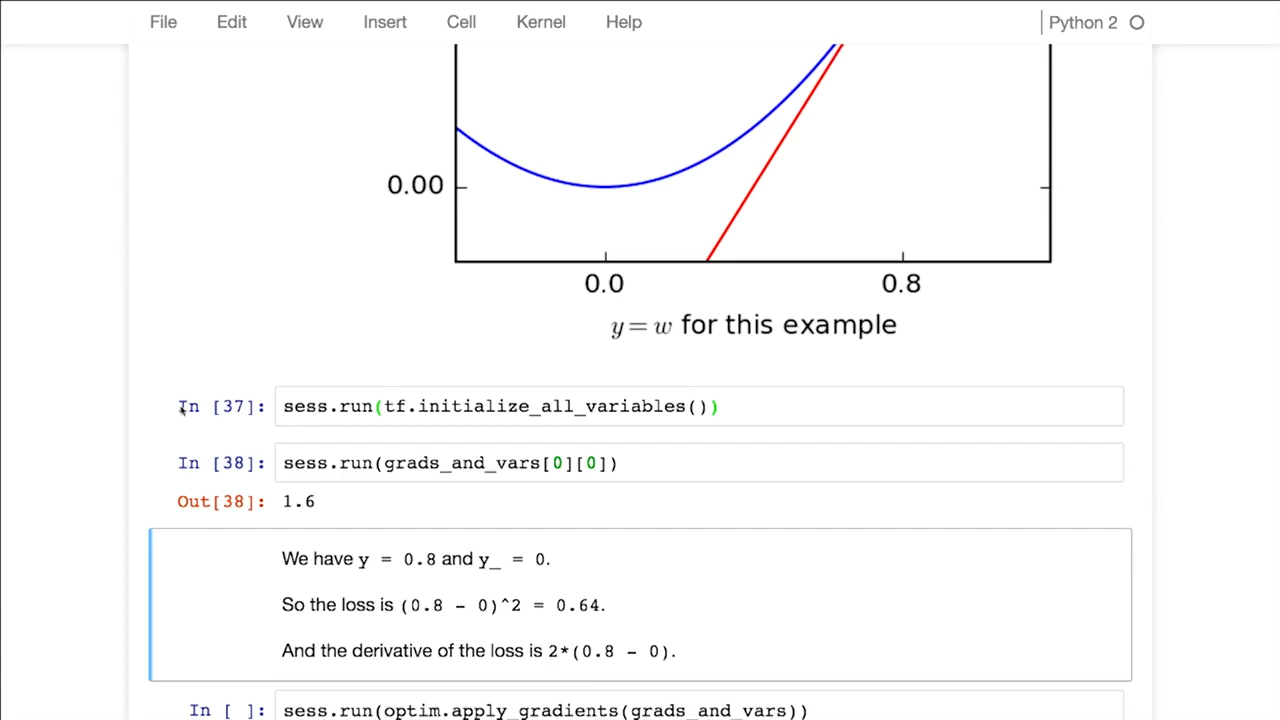 File Edit View Insert Cell Kernel Help Python 2
0.00
0.0 0.8
y = w for this example
In [37]: sess.run(tf.initialize_all_variables())
In [38]: sess.run(grads_and_vars[0][0])
Out[38]: 1.6
We have y = 0.8 and y_ = 0.
So the loss is (0.8 - 0)^2 = 0.64.
And the derivative of the loss is 2*(0.8 - 0).
In [ ]: sess.run(optim.apply_gradients(grads_and_vars))